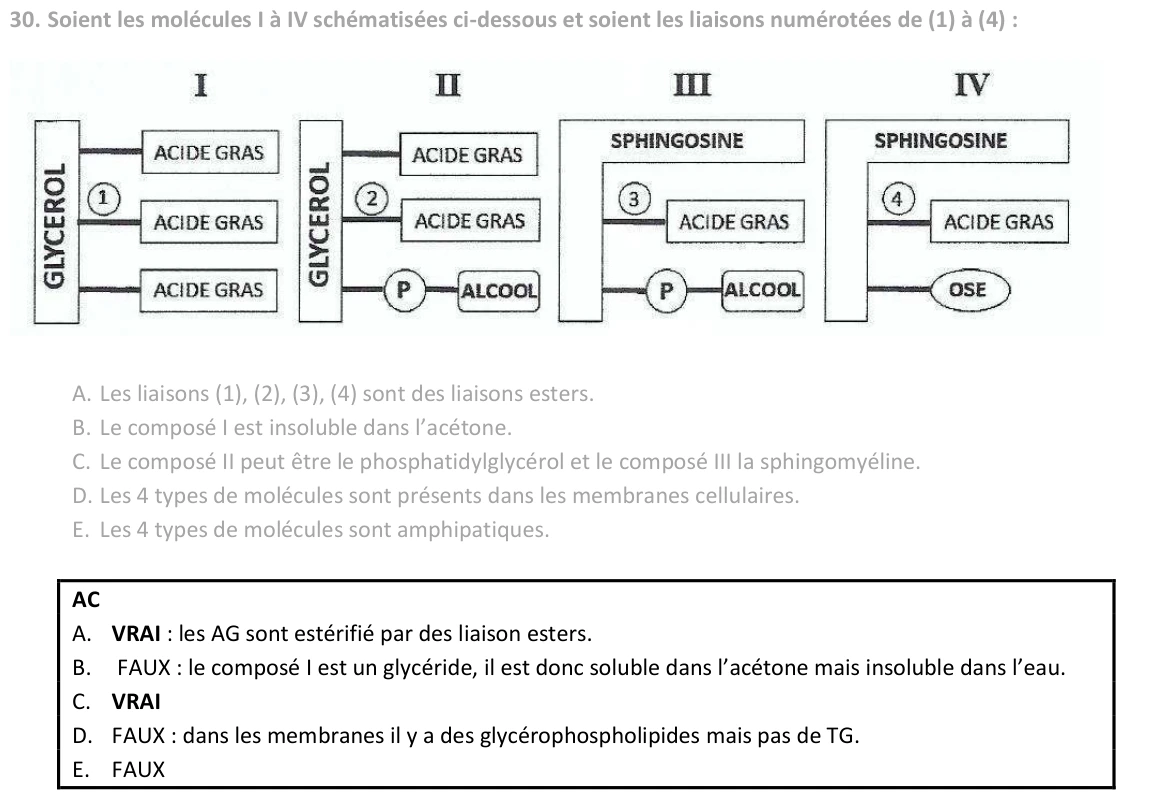 30. Soient les molécules I à IV schématisées ci-dessous et soient les liaisons numérotées de (1) à (4) :
I II III IV
GLYCEROL
ACIDE GRAS
1
ACIDE GRAS
ACIDE GRAS
GLYCEROL
ACIDE GRAS
2
ACIDE GRAS
P ALCOOL
SPHINGOSINE
3
ACIDE GRAS
P ALCOOL
SPHINGOSINE
4
ACIDE GRAS
OSE
A. Les liaisons (1), (2), (3), (4) sont des liaisons esters.
B. Le composé I est insoluble dans l’acétone.
C. Le composé II peut être le phosphatidylglycérol et le composé III la sphingomyéline.
D. Les 4 types de molécules sont présents dans les membranes cellulaires.
E. Les 4 types de molécules sont amphipatiques.
AC
A. VRAI : les AG sont estérifié par des liaison esters.
B. FAUX : le composé I est un glycéride, il est donc soluble dans l’acétone mais insoluble dans l’eau.
C. VRAI
D. FAUX : dans les membranes il y a des glycérophospholipides mais pas de TG.
E. FAUX